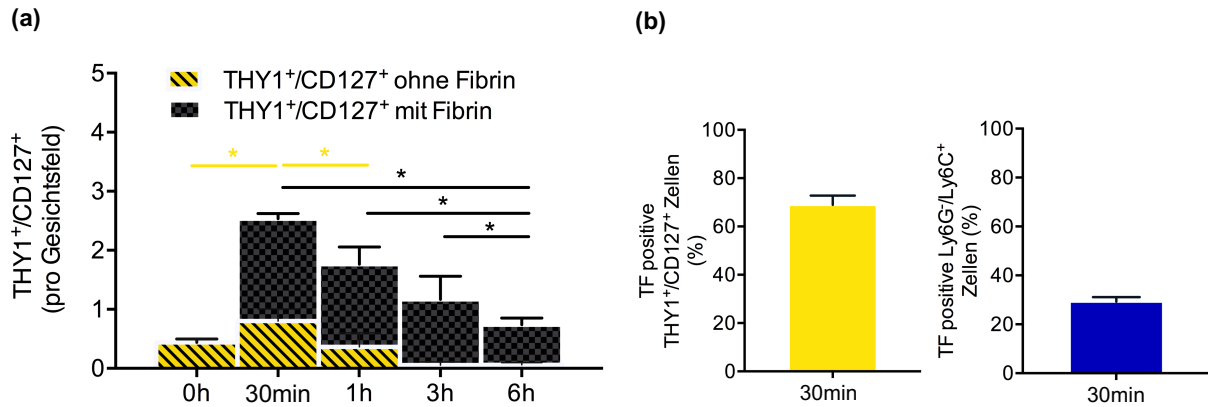 (a)
THY1⁺/CD127⁺ ohne Fibrin
THY1⁺/CD127⁺ mit Fibrin
THY1⁺/CD127⁺
(pro Gesichtsfeld)
5
4
3
2
1
0
*
*
*
*
*
0h
30min
1h
3h
6h
(b)
TF positive
THY1⁺/CD127⁺ Zellen
(%)
100
80
60
40
20
0
30min
TF positive Ly6G⁻/Ly6C⁺
Zellen (%)
100
80
60
40
20
0
30min